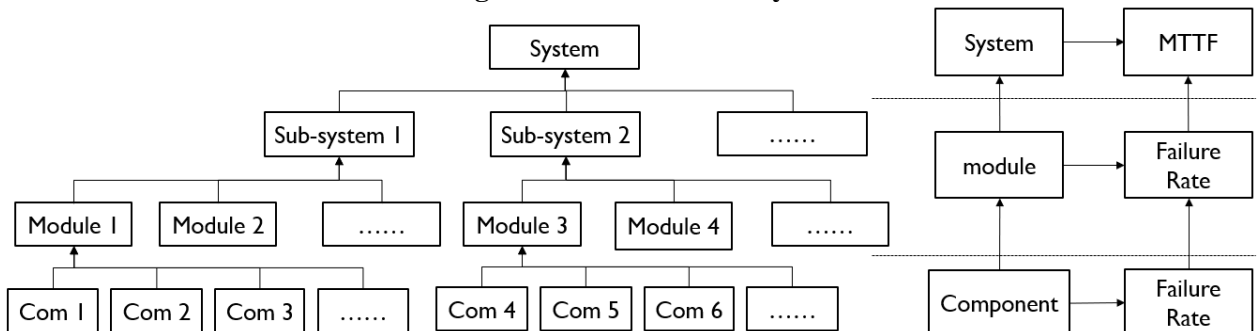 System
Sub-system 1
Sub-system 2
......
Module 1
Module 2
......
Module 3
Module 4
......
Com 1
Com 2
Com 3
......
Com 4
Com 5
Com 6
......
System
MTTF
module
Failure
Rate
Component
Failure
Rate